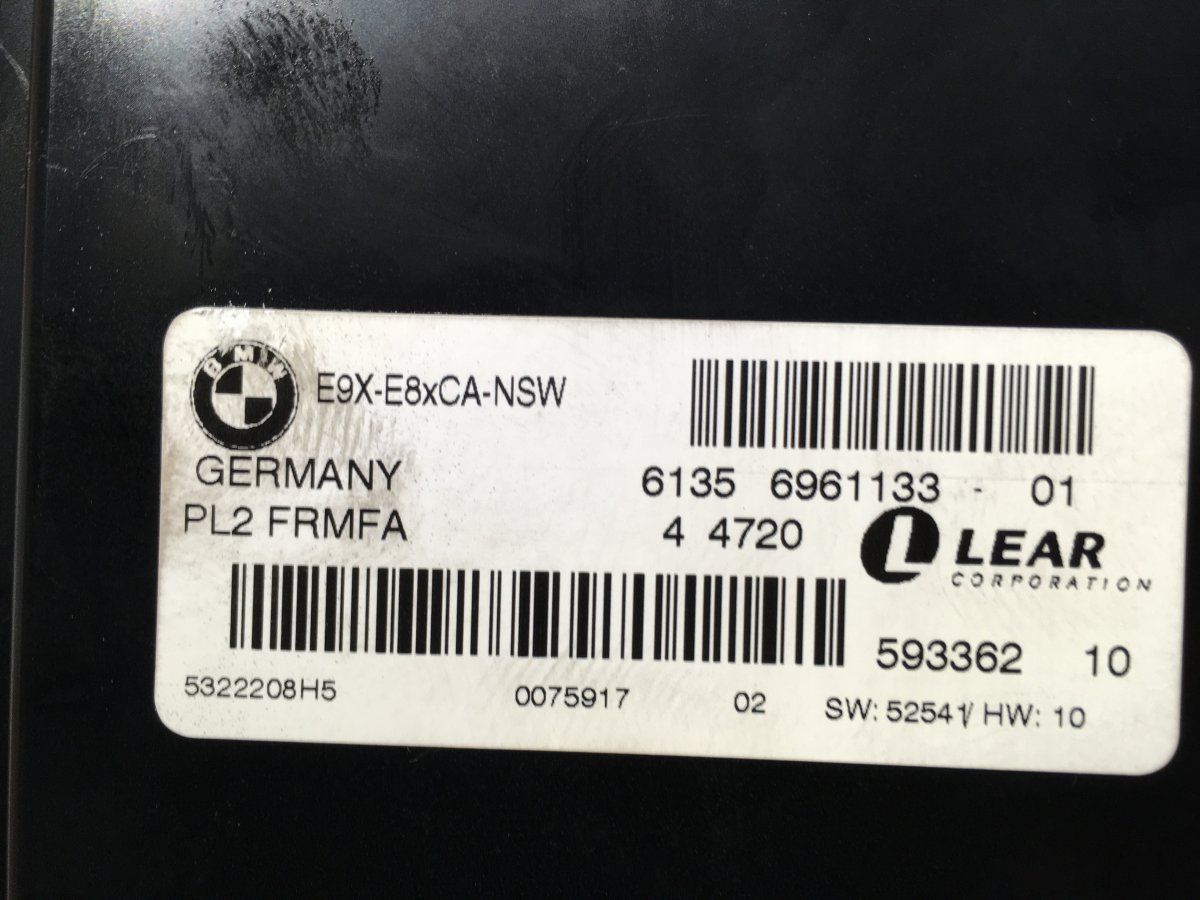 BMW
E9X-E8xCA-NSW
GERMANY
PL2 FRMFA
6135 6961133 - 01
4 4720
L LEAR
CORPORATION
593362 10
5322208H5 0075917 02 SW: 52541/ HW: 10